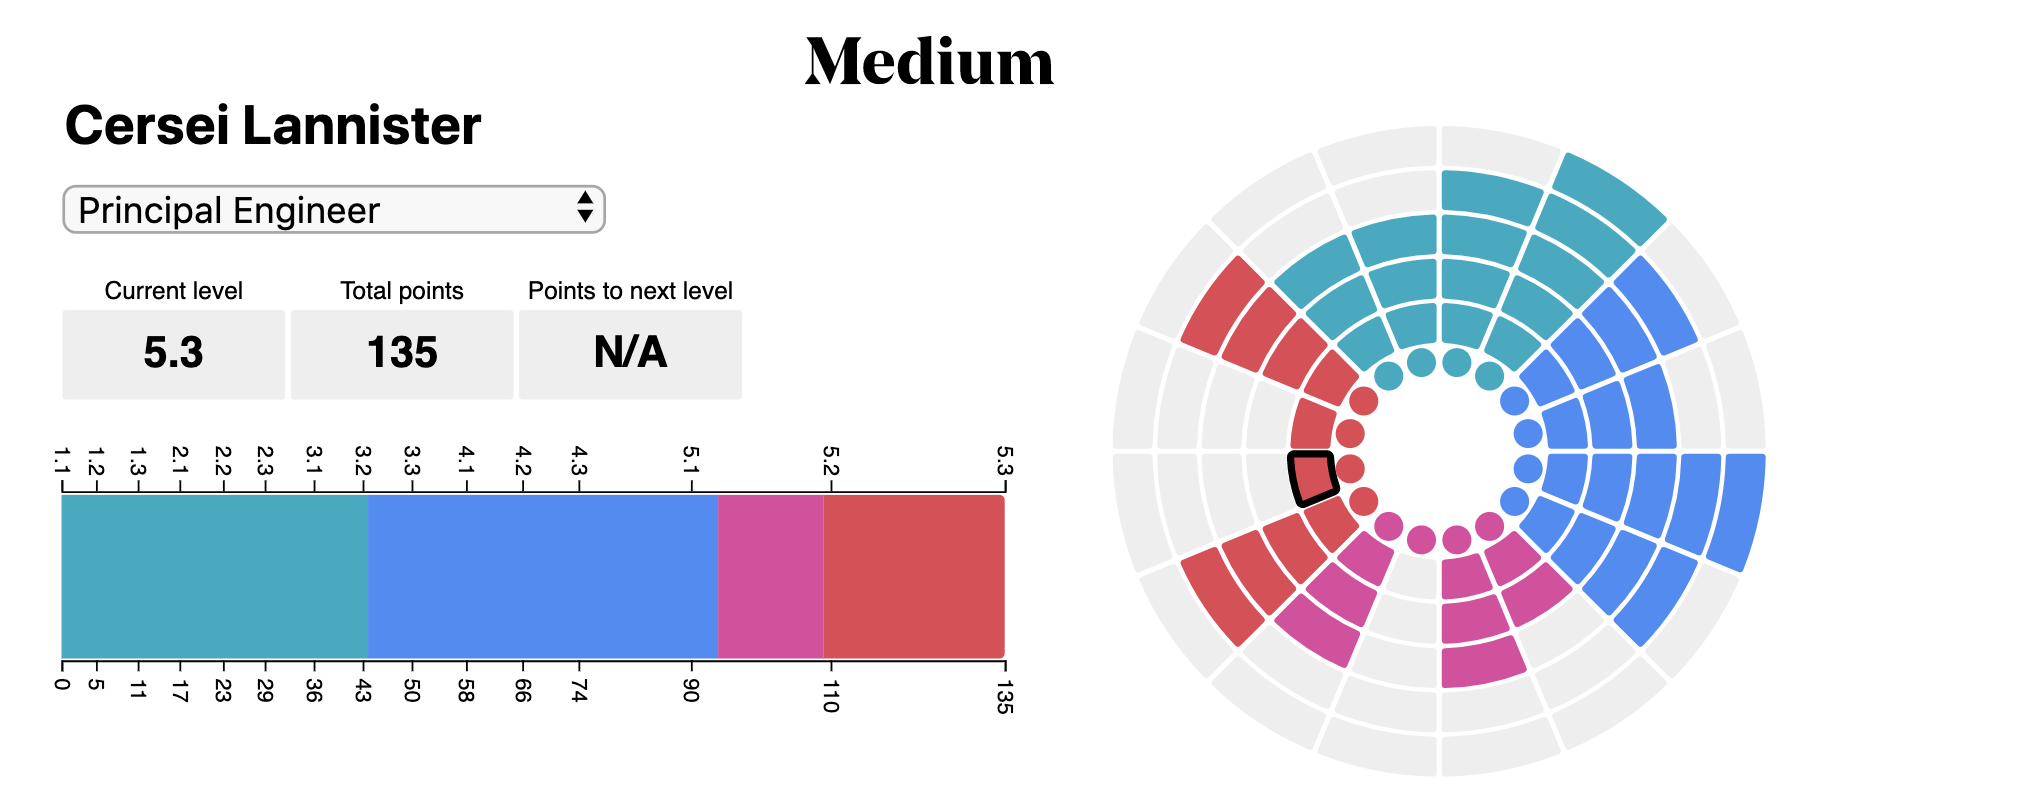 Medium
Cersei Lannister
Principal Engineer
Current level Total points Points to next level
5.3 135 N/A
1.1 1.2 1.3 2.1 2.2 2.3 3.1 3.2 3.3 4.1 4.2 4.3 5.1 5.2 5.3
0 5 11 17 23 29 36 43 50 58 66 74 90 110 135